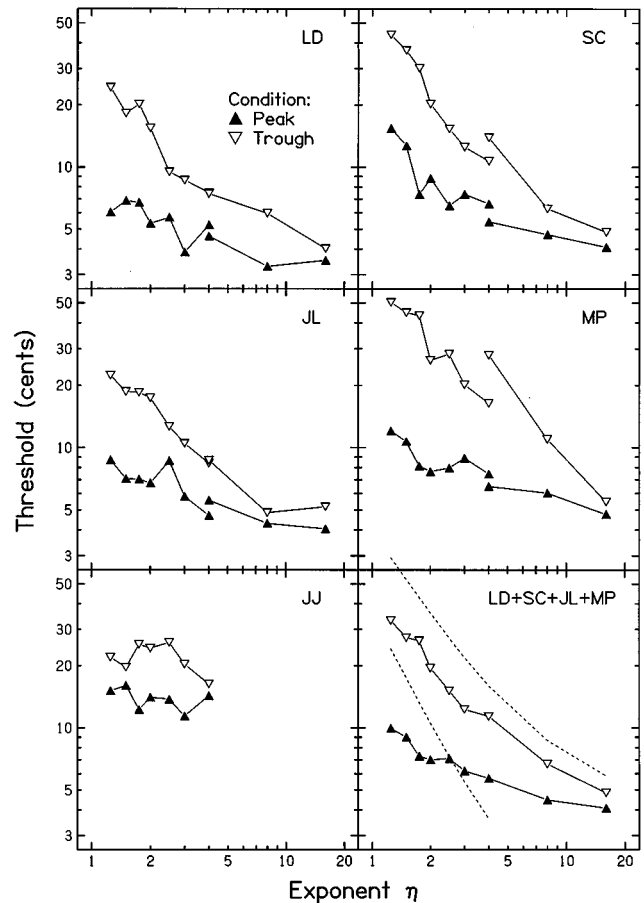 50
30
20
10
5
3
LD
Condition:
▲ Peak
▽ Trough
SC
50
30
20
10
5
3
JL
MP
50
30
20
10
5
3
JJ
LD+SC+JL+MP
1 2 5 10 20
1 2 5 10 20
Threshold (cents)
Exponent η